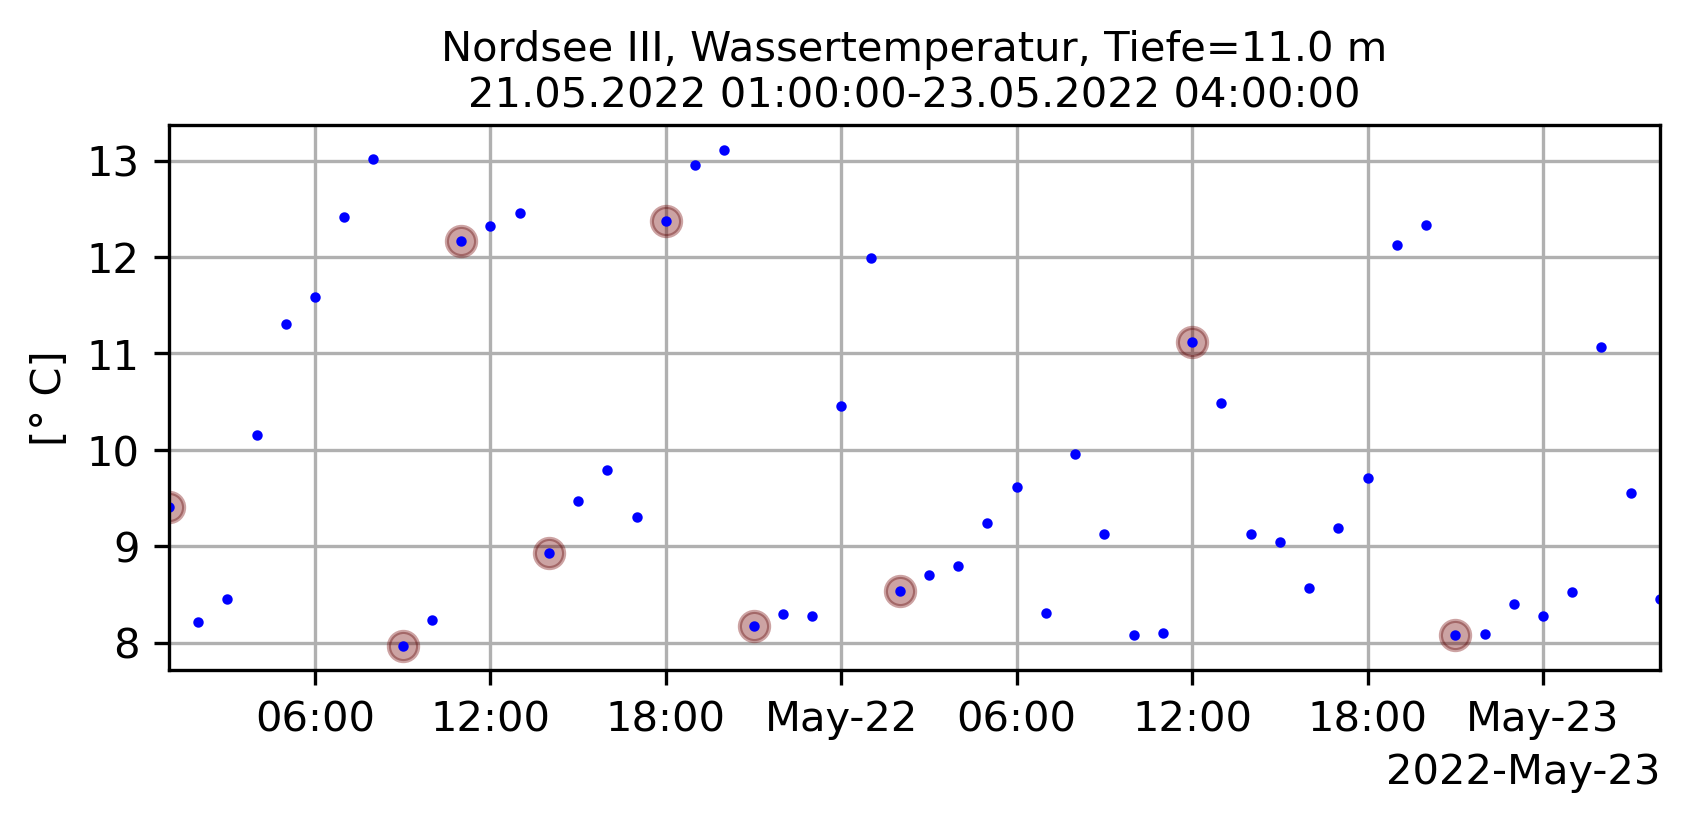 Nordsee III, Wassertemperatur, Tiefe=11.0 m
21.05.2022 01:00:00-23.05.2022 04:00:00
[° C]
13
12
11
10
9
8
06:00 12:00 18:00 May-22 06:00 12:00 18:00 May-23
2022-May-23